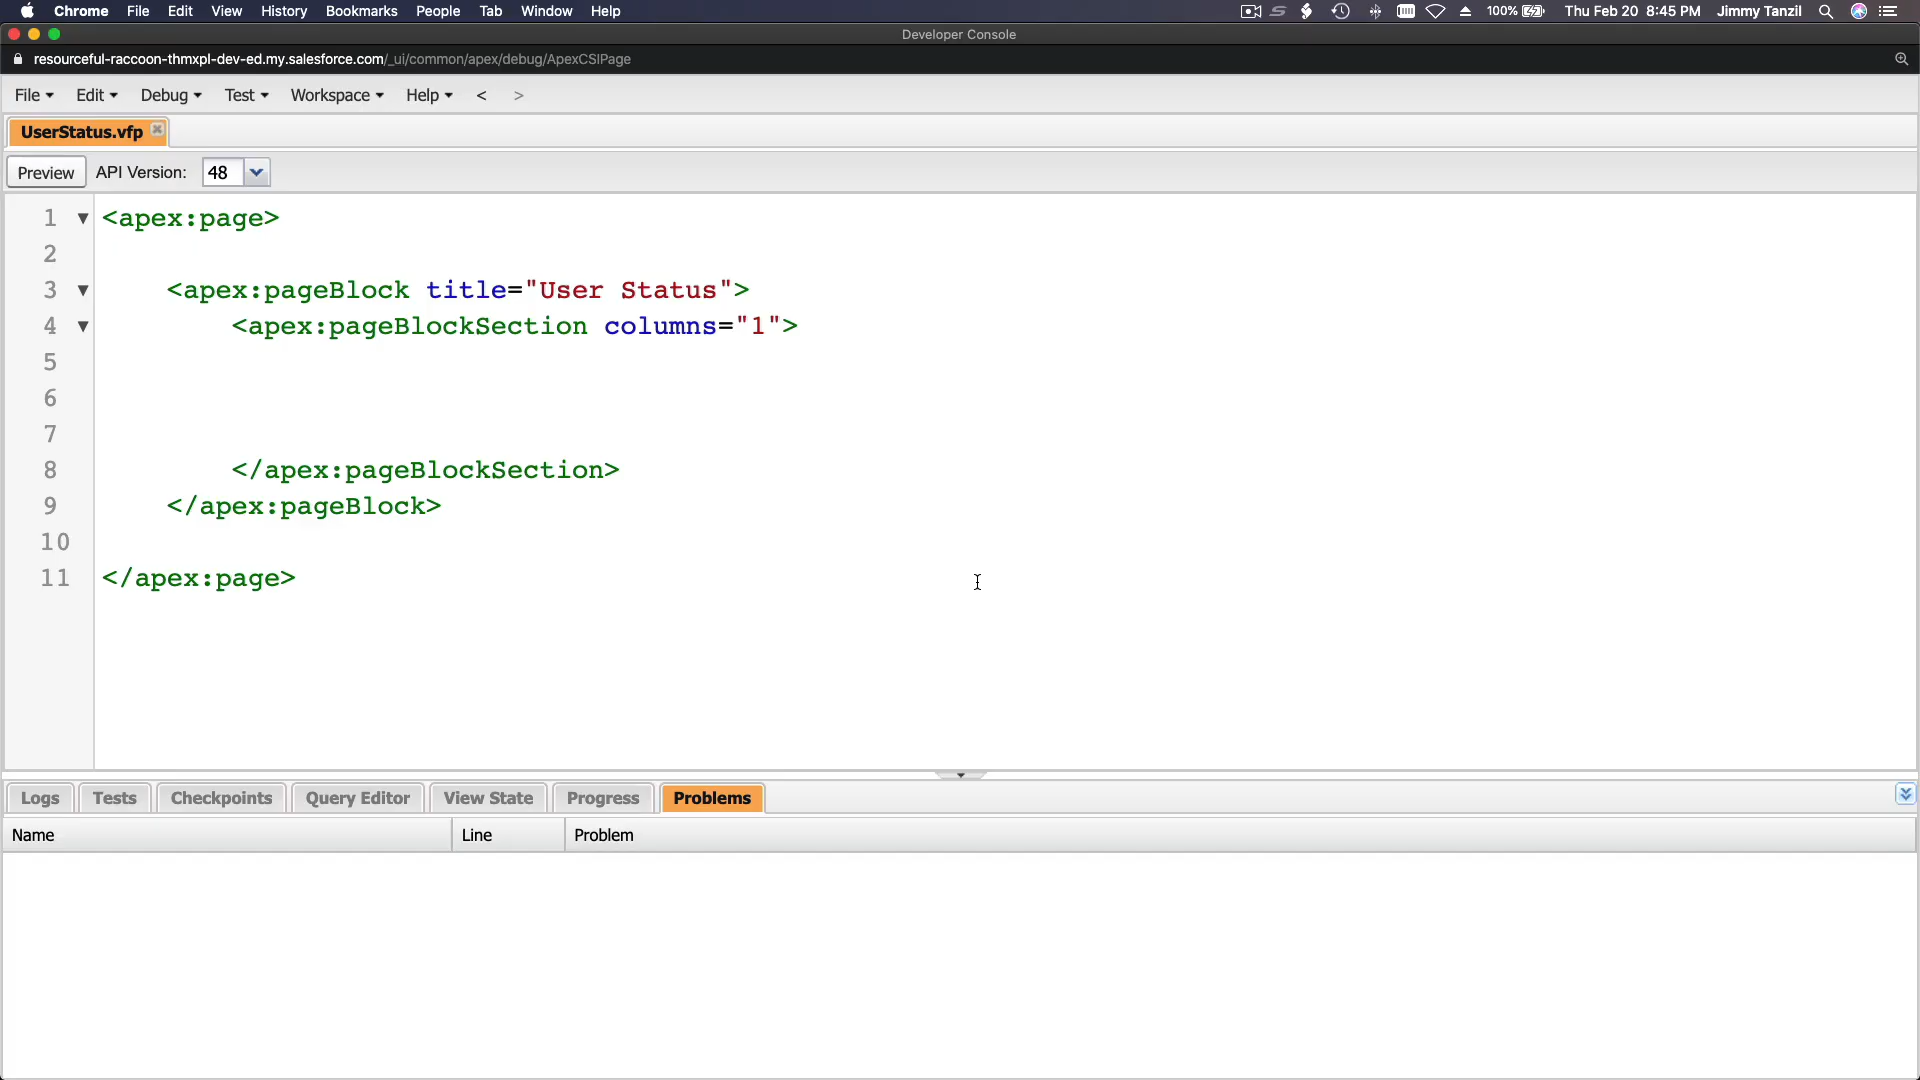 Chrome File Edit View History Bookmarks People Tab Window Help 100% Thu Feb 20 8:45 PM Jimmy Tanzil
Developer Console
resourceful-raccoon-thmxpl-dev-ed.my.salesforce.com/_ui/common/apex/debug/ApexCSIPage
File Edit Debug Test Workspace Help < >
UserStatus.vfp
Preview API Version: 48
1 <apex:page>
2
3 <apex:pageBlock title="User Status">
4 <apex:pageBlockSection columns="1">
5
6
7
8 </apex:pageBlockSection>
9 </apex:pageBlock>
10
11 </apex:page>
Logs Tests Checkpoints Query Editor View State Progress Problems
Name Line Problem